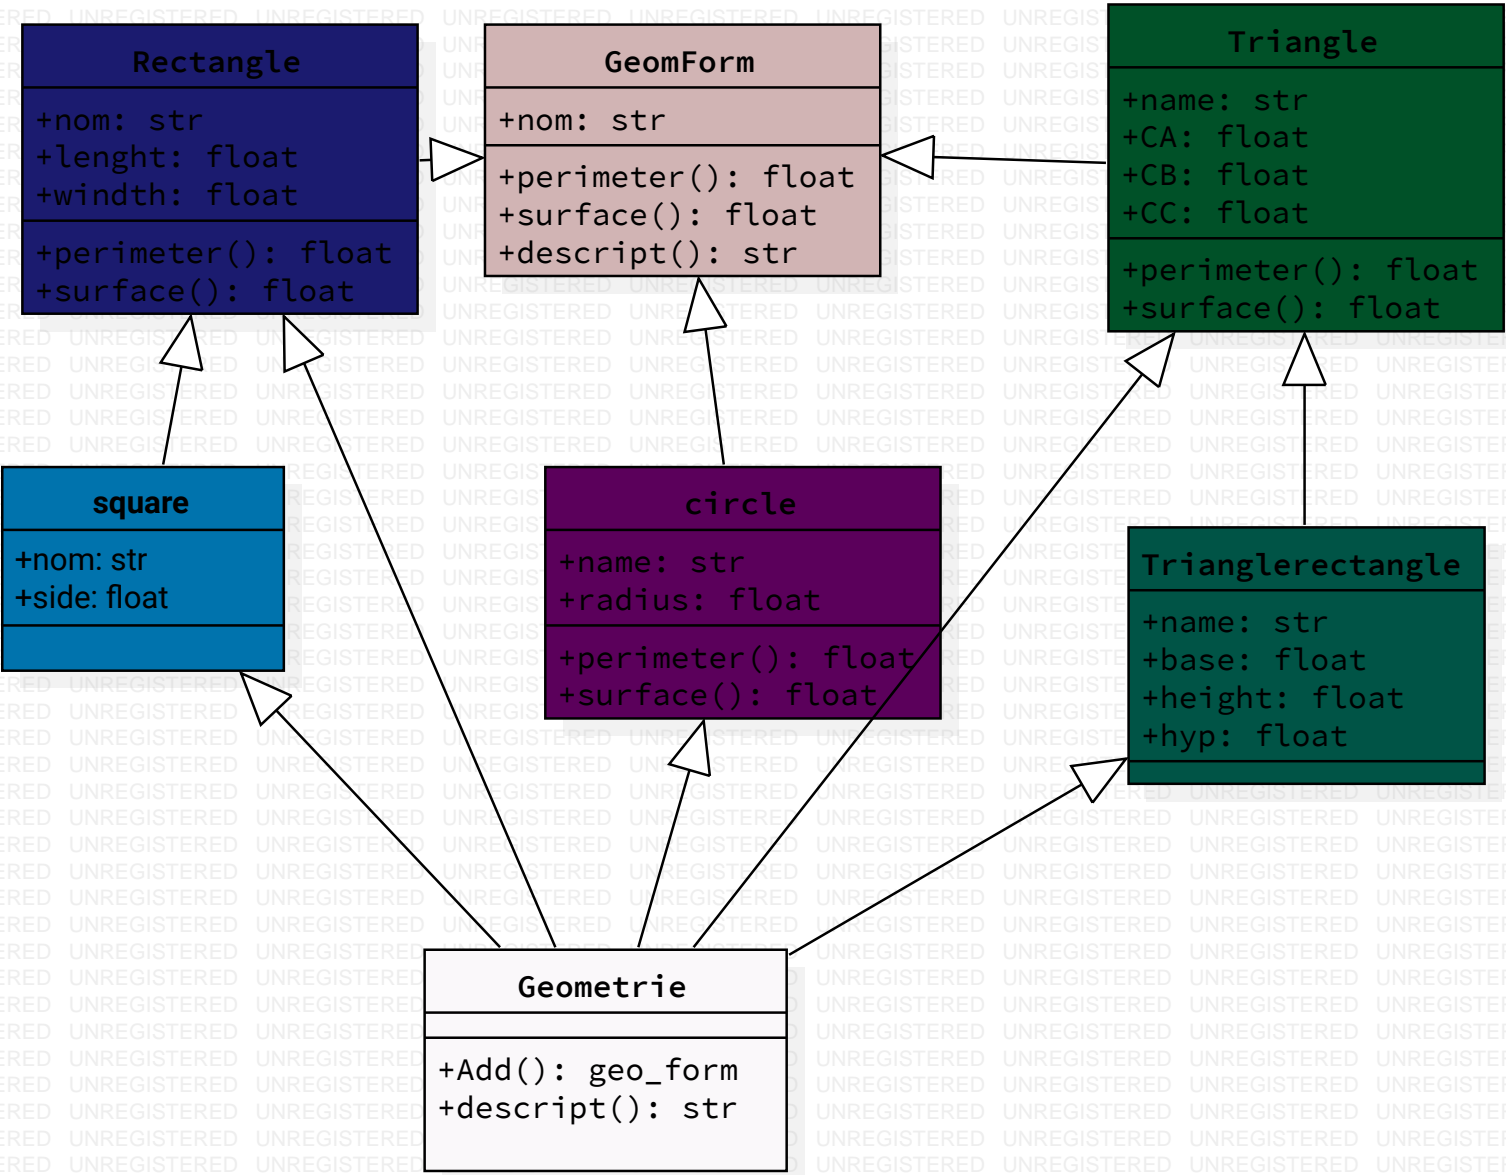 Rectangle
+nom: str
+lenght: float
+windth: float
+perimeter(): float
+surface(): float
GeomForm
+nom: str
+perimeter(): float
+surface(): float
+descript(): str
Triangle
+name: str
+CA: float
+CB: float
+CC: float
+perimeter(): float
+surface(): float
square
+nom: str
+side: float
circle
+name: str
+radius: float
+perimeter(): float
+surface(): float
Trianglerectangle
+name: str
+base: float
+height: float
+hyp: float
Geometrie
+Add(): geo_form
+descript(): str
UNREGISTERED